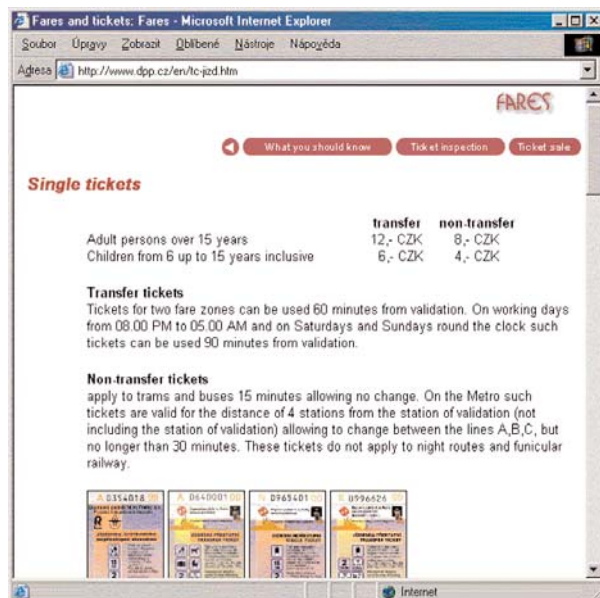 Fares and tickets: Fares - Microsoft Internet Explorer
Soubor Úpravy Zobrazit Oblíbené Nástroje Nápověda
Adresa http://www.dpp.cz/en/tc-jizd.htm
FARES
What you should know Ticket inspection Ticket sale
Single tickets
transfer non-transfer
Adult persons over 15 years 12,- CZK 8,- CZK
Children from 6 up to 15 years inclusive 6,- CZK 4,- CZK
Transfer tickets
Tickets for two fare zones can be used 60 minutes from validation. On working days
from 08.00 PM to 05.00 AM and on Saturdays and Sundays round the clock such
tickets can be used 90 minutes from validation.
Non-transfer tickets
apply to trams and buses 15 minutes allowing no change. On the Metro such
tickets are valid for the distance of 4 stations from the station of validation (not
including the station of validation) allowing to change between the lines A,B,C, but
no longer than 30 minutes. These tickets do not apply to night routes and funicular
railway.
A 0354018 A 0640001 N 0965401 0996626
Internet